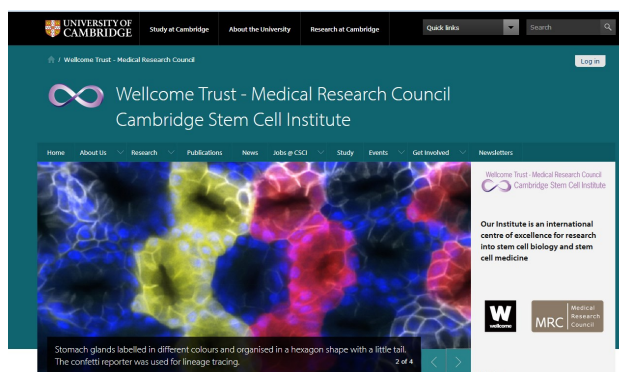 UNIVERSITY OF
CAMBRIDGE
Study at Cambridge
About the University
Research at Cambridge
Quick links
Search
/ Wellcome Trust - Medical Research Council
Log in
Wellcome Trust - Medical Research Council
Cambridge Stem Cell Institute
Home
About Us
Research
Publications
News
Jobs @ CSCI
Study
Events
Get Involved
Newsletters
Wellcome Trust - Medical Research Council
Cambridge Stem Cell Institute
Our Institute is an international
centre of excellence for research
into stem cell biology and stem
cell medicine
W
wellcome
MRC
Medical
Research
Council
Stomach glands labelled in different colours and organised in a hexagon shape with a little tail.
The confetti reporter was used for lineage tracing.
2 of 4